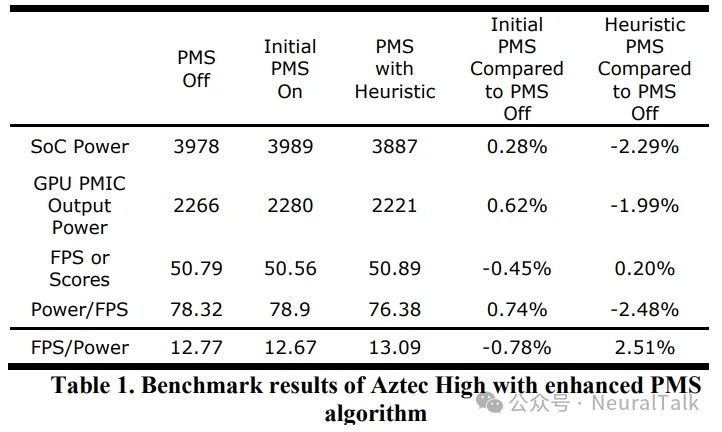 PMS Off Initial PMS On PMS with Heuristic Initial PMS Compared to PMS Off Heuristic PMS Compared to PMS Off
SoC Power 3978 3989 3887 0.28% -2.29%
GPU PMIC Output Power 2266 2280 2221 0.62% -1.99%
FPS or Scores 50.79 50.56 50.89 -0.45% 0.20%
Power/FPS 78.32 78.9 76.38 0.74% -2.48%
FPS/Power 12.77 12.67 13.09 -0.78% 2.51%
Table 1. Benchmark results of Aztec High with enhanced PMS
algorithm
公众号 · NeuralTalk